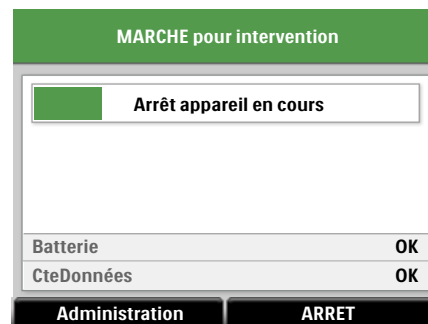 MARCHE pour intervention
Arrêt appareil en cours
Batterie OK
CteDonnées OK
Administration ARRET